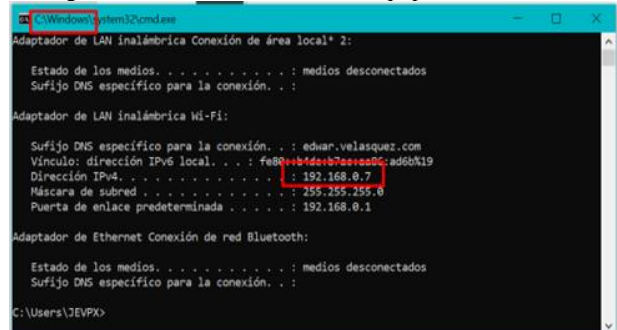 C:\Windows\system32\cmd.exe
Adaptador de LAN inalámbrica Conexión de área local* 2:
Estado de los medios. . . . . . . . . . . : medios desconectados
Sufijo DNS específico para la conexión. . :
Adaptador de LAN inalámbrica Wi-Fi:
Sufijo DNS específico para la conexión. . : edwar.velasquez.com
Vínculo: dirección IPv6 local. . . :
Dirección IPv4. . . . . . . . . . . . . . : 192.168.0.7
Máscara de subred . . . . . . . . . . . . : 255.255.255.0
Puerta de enlace predeterminada . . . . . : 192.168.0.1
Adaptador de Ethernet Conexión de red Bluetooth:
Estado de los medios. . . . . . . . . . . : medios desconectados
Sufijo DNS específico para la conexión. . :
C:\Users\JEVPX>